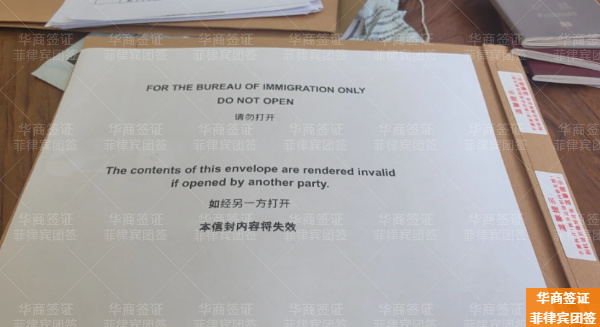 FOR THE BUREAU OF IMMIGRATION ONLY
DO NOT OPEN
请勿打开
The contents of this envelope are rendered invalid
if opened by another party.
如经另一方打开
本信封内容将失效
华商签证
菲律宾团签